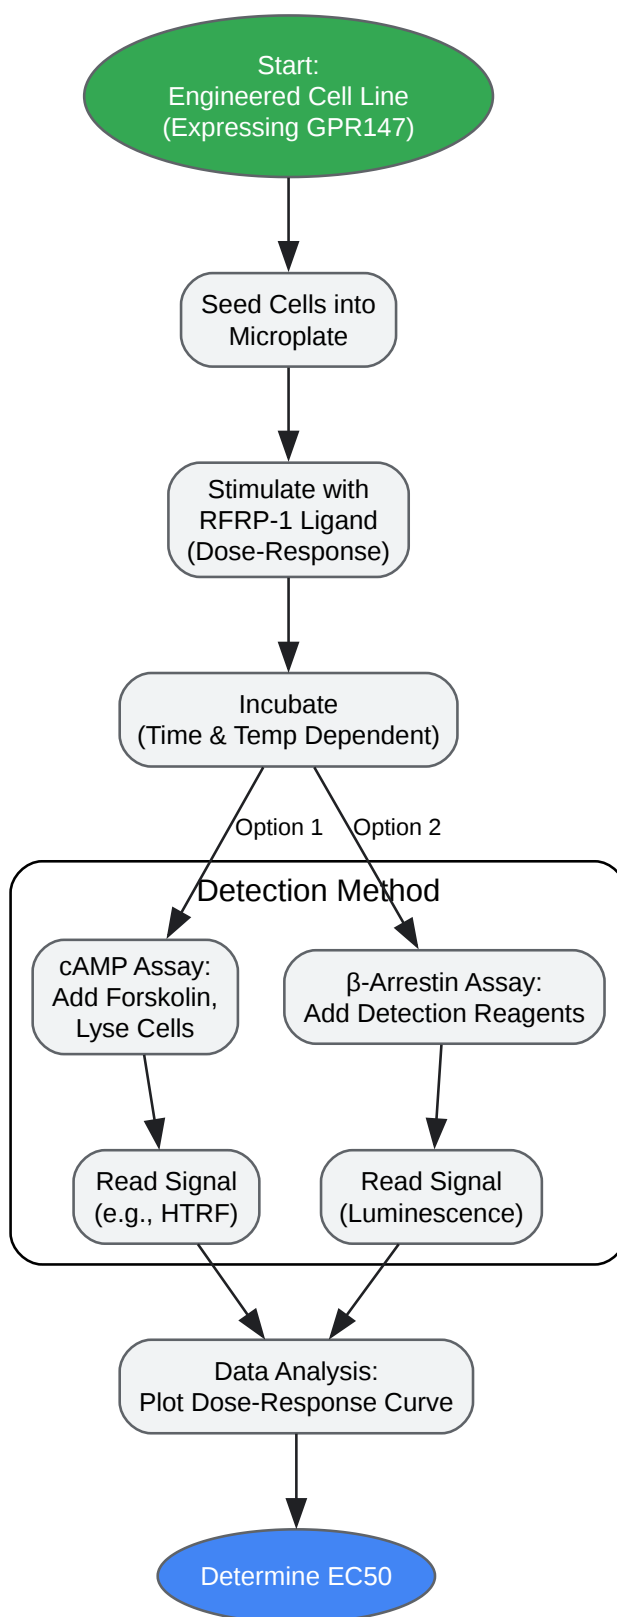 Start:
Engineered Cell Line
(Expressing GPR147)
Seed Cells into
Microplate
Stimulate with
RFRP-1 Ligand
(Dose-Response)
Incubate
(Time & Temp Dependent)
Option 1
Option 2
Detection Method
cAMP Assay:
Add Forskolin,
Lyse Cells
β-Arrestin Assay:
Add Detection Reagents
Read Signal
(e.g., HTRF)
Read Signal
(Luminescence)
Data Analysis:
Plot Dose-Response Curve
Determine EC50